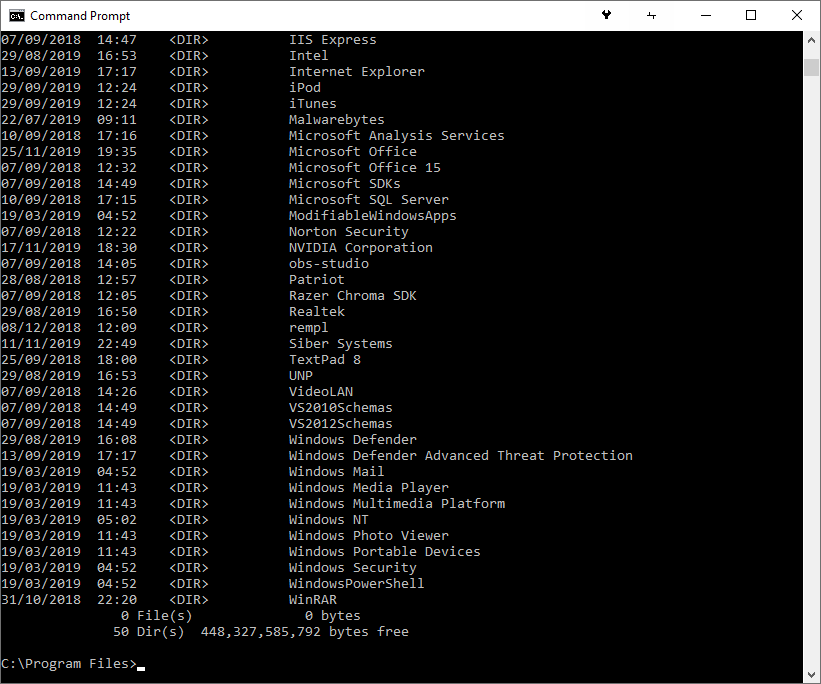 Command Prompt
07/09/2018  14:47    <DIR>          IIS Express
29/08/2019  16:53    <DIR>          Intel
13/09/2019  17:17    <DIR>          Internet Explorer
29/09/2019  12:24    <DIR>          iPod
29/09/2019  12:24    <DIR>          iTunes
22/07/2019  09:11    <DIR>          Malwarebytes
10/09/2018  17:16    <DIR>          Microsoft Analysis Services
25/11/2019  19:35    <DIR>          Microsoft Office
07/09/2018  12:32    <DIR>          Microsoft Office 15
07/09/2018  14:49    <DIR>          Microsoft SDKs
10/09/2018  17:15    <DIR>          Microsoft SQL Server
19/03/2019  04:52    <DIR>          ModifiableWindowsApps
07/09/2018  12:22    <DIR>          Norton Security
17/11/2019  18:30    <DIR>          NVIDIA Corporation
07/09/2018  14:05    <DIR>          obs-studio
28/08/2018  12:57    <DIR>          Patriot
07/09/2018  12:05    <DIR>          Razer Chroma SDK
29/08/2019  16:50    <DIR>          Realtek
08/12/2018  12:09    <DIR>          rempl
11/11/2019  22:49    <DIR>          Siber Systems
25/09/2018  18:00    <DIR>          TextPad 8
29/08/2019  16:53    <DIR>          UNP
07/09/2018  14:26    <DIR>          VideoLAN
07/09/2018  14:49    <DIR>          VS2010Schemas
07/09/2018  14:49    <DIR>          VS2012Schemas
29/08/2019  16:08    <DIR>          Windows Defender
13/09/2019  17:17    <DIR>          Windows Defender Advanced Threat Protection
19/03/2019  04:52    <DIR>          Windows Mail
19/03/2019  11:43    <DIR>          Windows Media Player
19/03/2019  11:43    <DIR>          Windows Multimedia Platform
19/03/2019  05:02    <DIR>          Windows NT
19/03/2019  11:43    <DIR>          Windows Photo Viewer
19/03/2019  11:43    <DIR>          Windows Portable Devices
19/03/2019  04:52    <DIR>          Windows Security
19/03/2019  04:52    <DIR>          WindowsPowerShell
31/10/2018  22:20    <DIR>          WinRAR
               0 File(s)              0 bytes
              50 Dir(s)  448,327,585,792 bytes free
C:\Program Files>